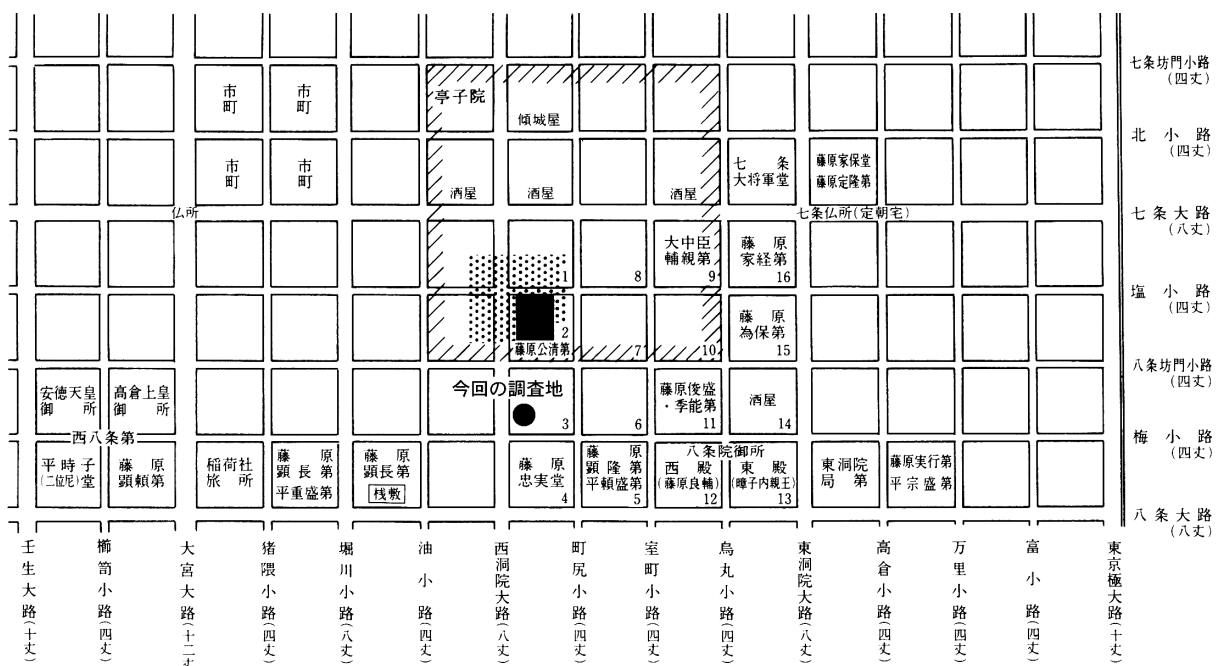 七条坊門小路
(四丈)
市町
市町
亭子院
傾城屋
北小路
(四丈)
市町
市町
酒屋
酒屋
酒屋
七条
大将軍堂
藤原家保堂
藤原定隆第
仏所
七条仏所(定朝宅)
七条大路
(八丈)
1
8
大中臣
輔親第
9
藤原
家経第
16
塩小路
(四丈)
2
藤原公清第
7
10
藤原
為保第
15
八条坊門小路
(四丈)
安徳天皇
御所
高倉上皇
御所
今回の調査地
3
6
藤原俊盛
・季能第
11
酒屋
14
西八条第
八条院御所
梅小路
(四丈)
平時子
(二位尼)堂
藤原
顕頼第
稲荷社
旅所
藤原
顕長第
平重盛第
藤原
顕長第
桟敷
藤原
忠実堂
4
藤原
顕隆第
平頼盛第
5
西殿
(藤原良輔)
12
東殿
(暲子内親王)
13
東洞院
局第
藤原実行第
平宗盛第
八条大路
(八丈)
壬生大路(十丈)
櫛笥小路(四丈)
大宮大路(十二丈
猪隈小路(四丈)
堀川小路(八丈)
油小路(四丈)
西洞院大路(八丈)
町尻小路(四丈)
室町小路(四丈)
烏丸小路(四丈)
東洞院大路(八丈)
高倉小路(四丈)
万里小路(四丈)
富小路(四丈)
東京極大路(十丈)